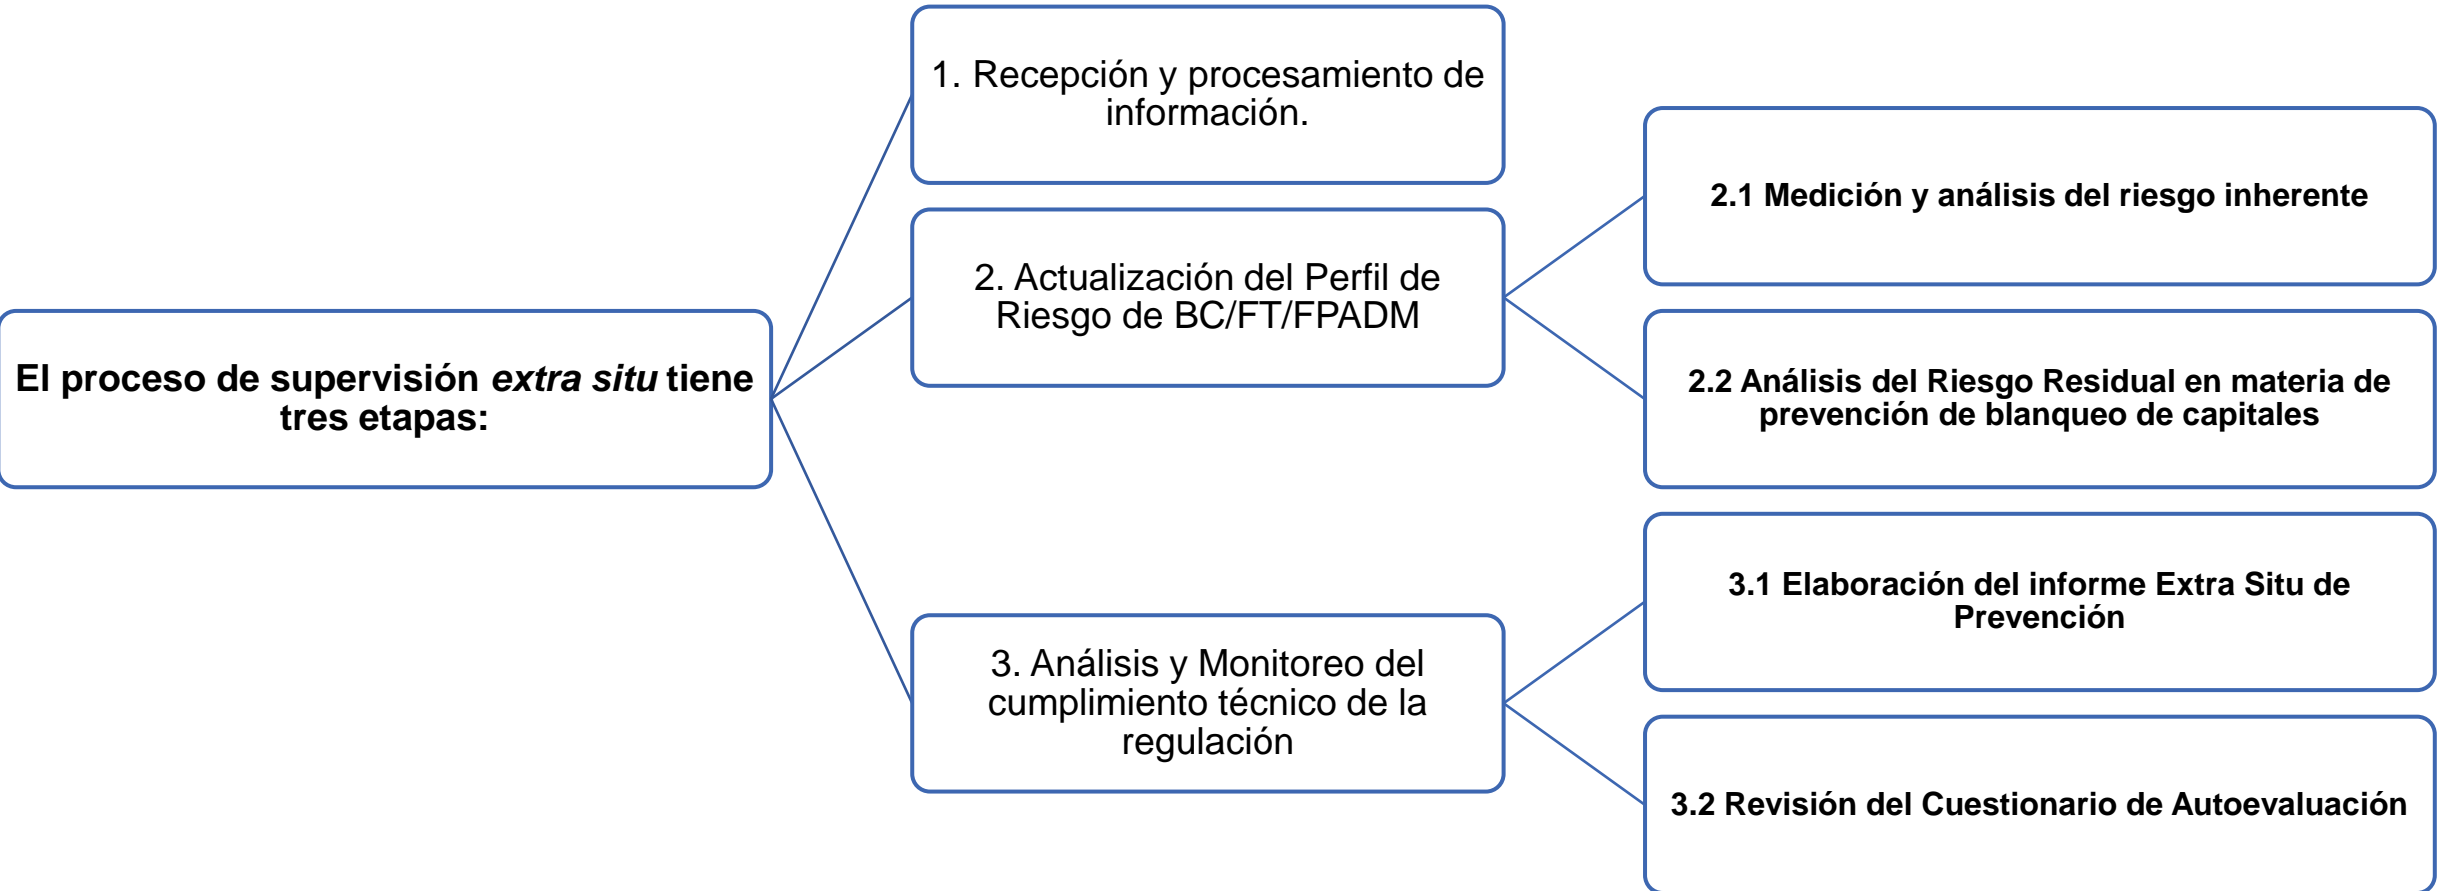 El proceso de supervisión extra situ tiene
tres etapas:
1. Recepción y procesamiento de
información.
2. Actualización del Perfil de
Riesgo de BC/FT/FPADM
2.1 Medición y análisis del riesgo inherente
2.2 Análisis del Riesgo Residual en materia de
prevención de blanqueo de capitales
3. Análisis y Monitoreo del
cumplimiento técnico de la
regulación
3.1 Elaboración del informe Extra Situ de
Prevención
3.2 Revisión del Cuestionario de Autoevaluación